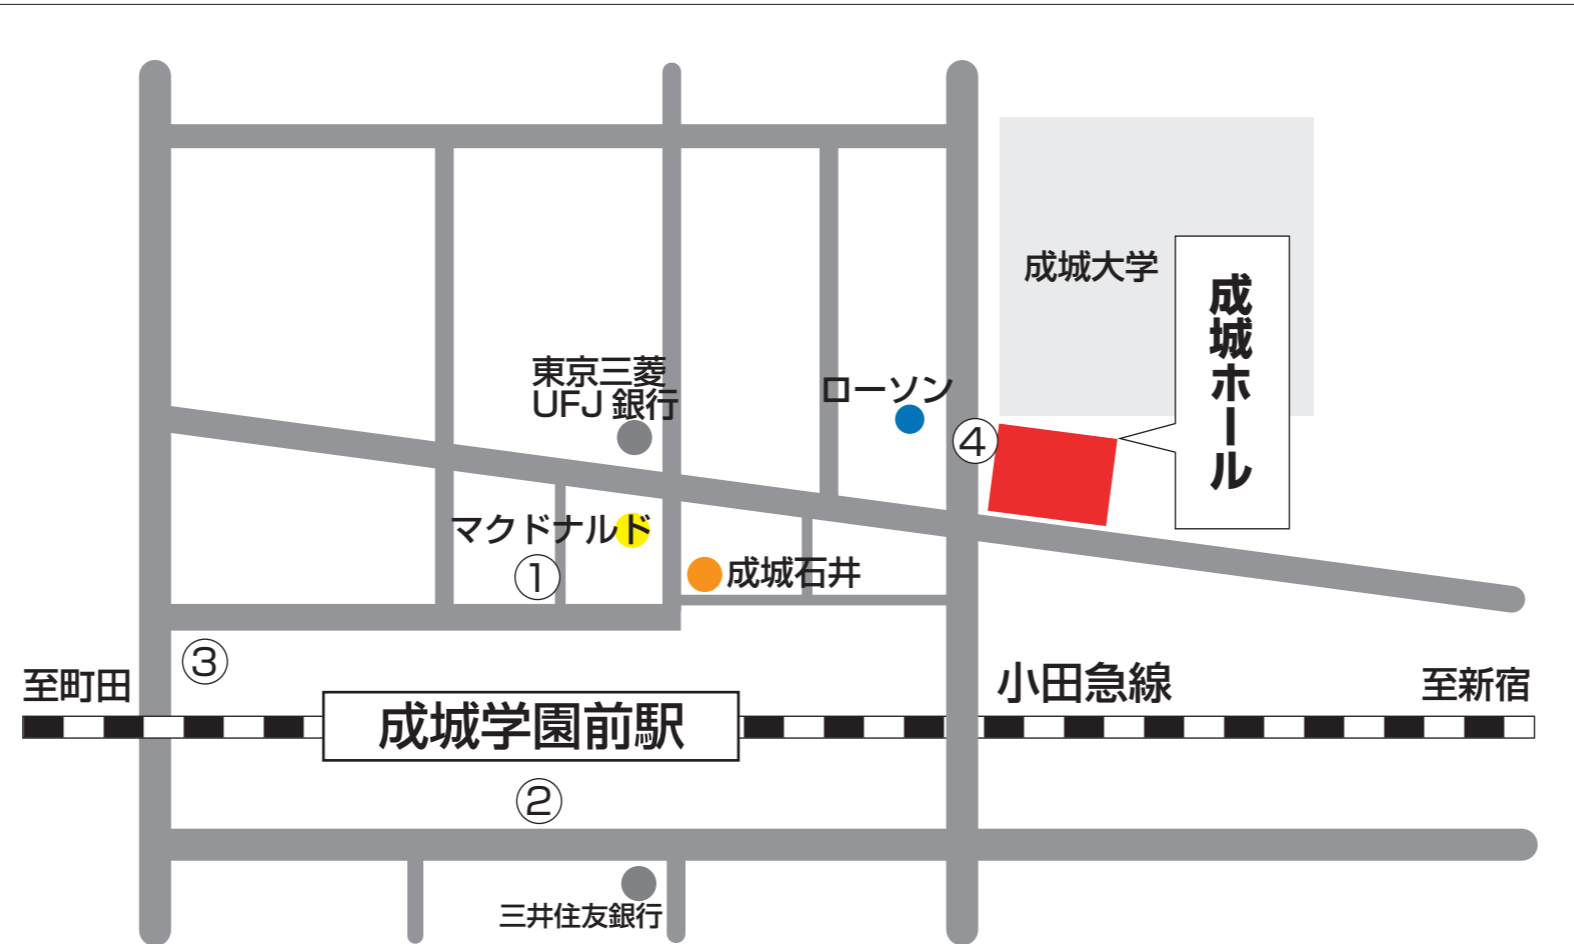 成城大学
成城ホール
東京三菱
UFJ 銀行
ローソン
④
マクドナルド
①
成城石井
③
至町田
小田急線
至新宿
成城学園前駅
②
三井住友銀行